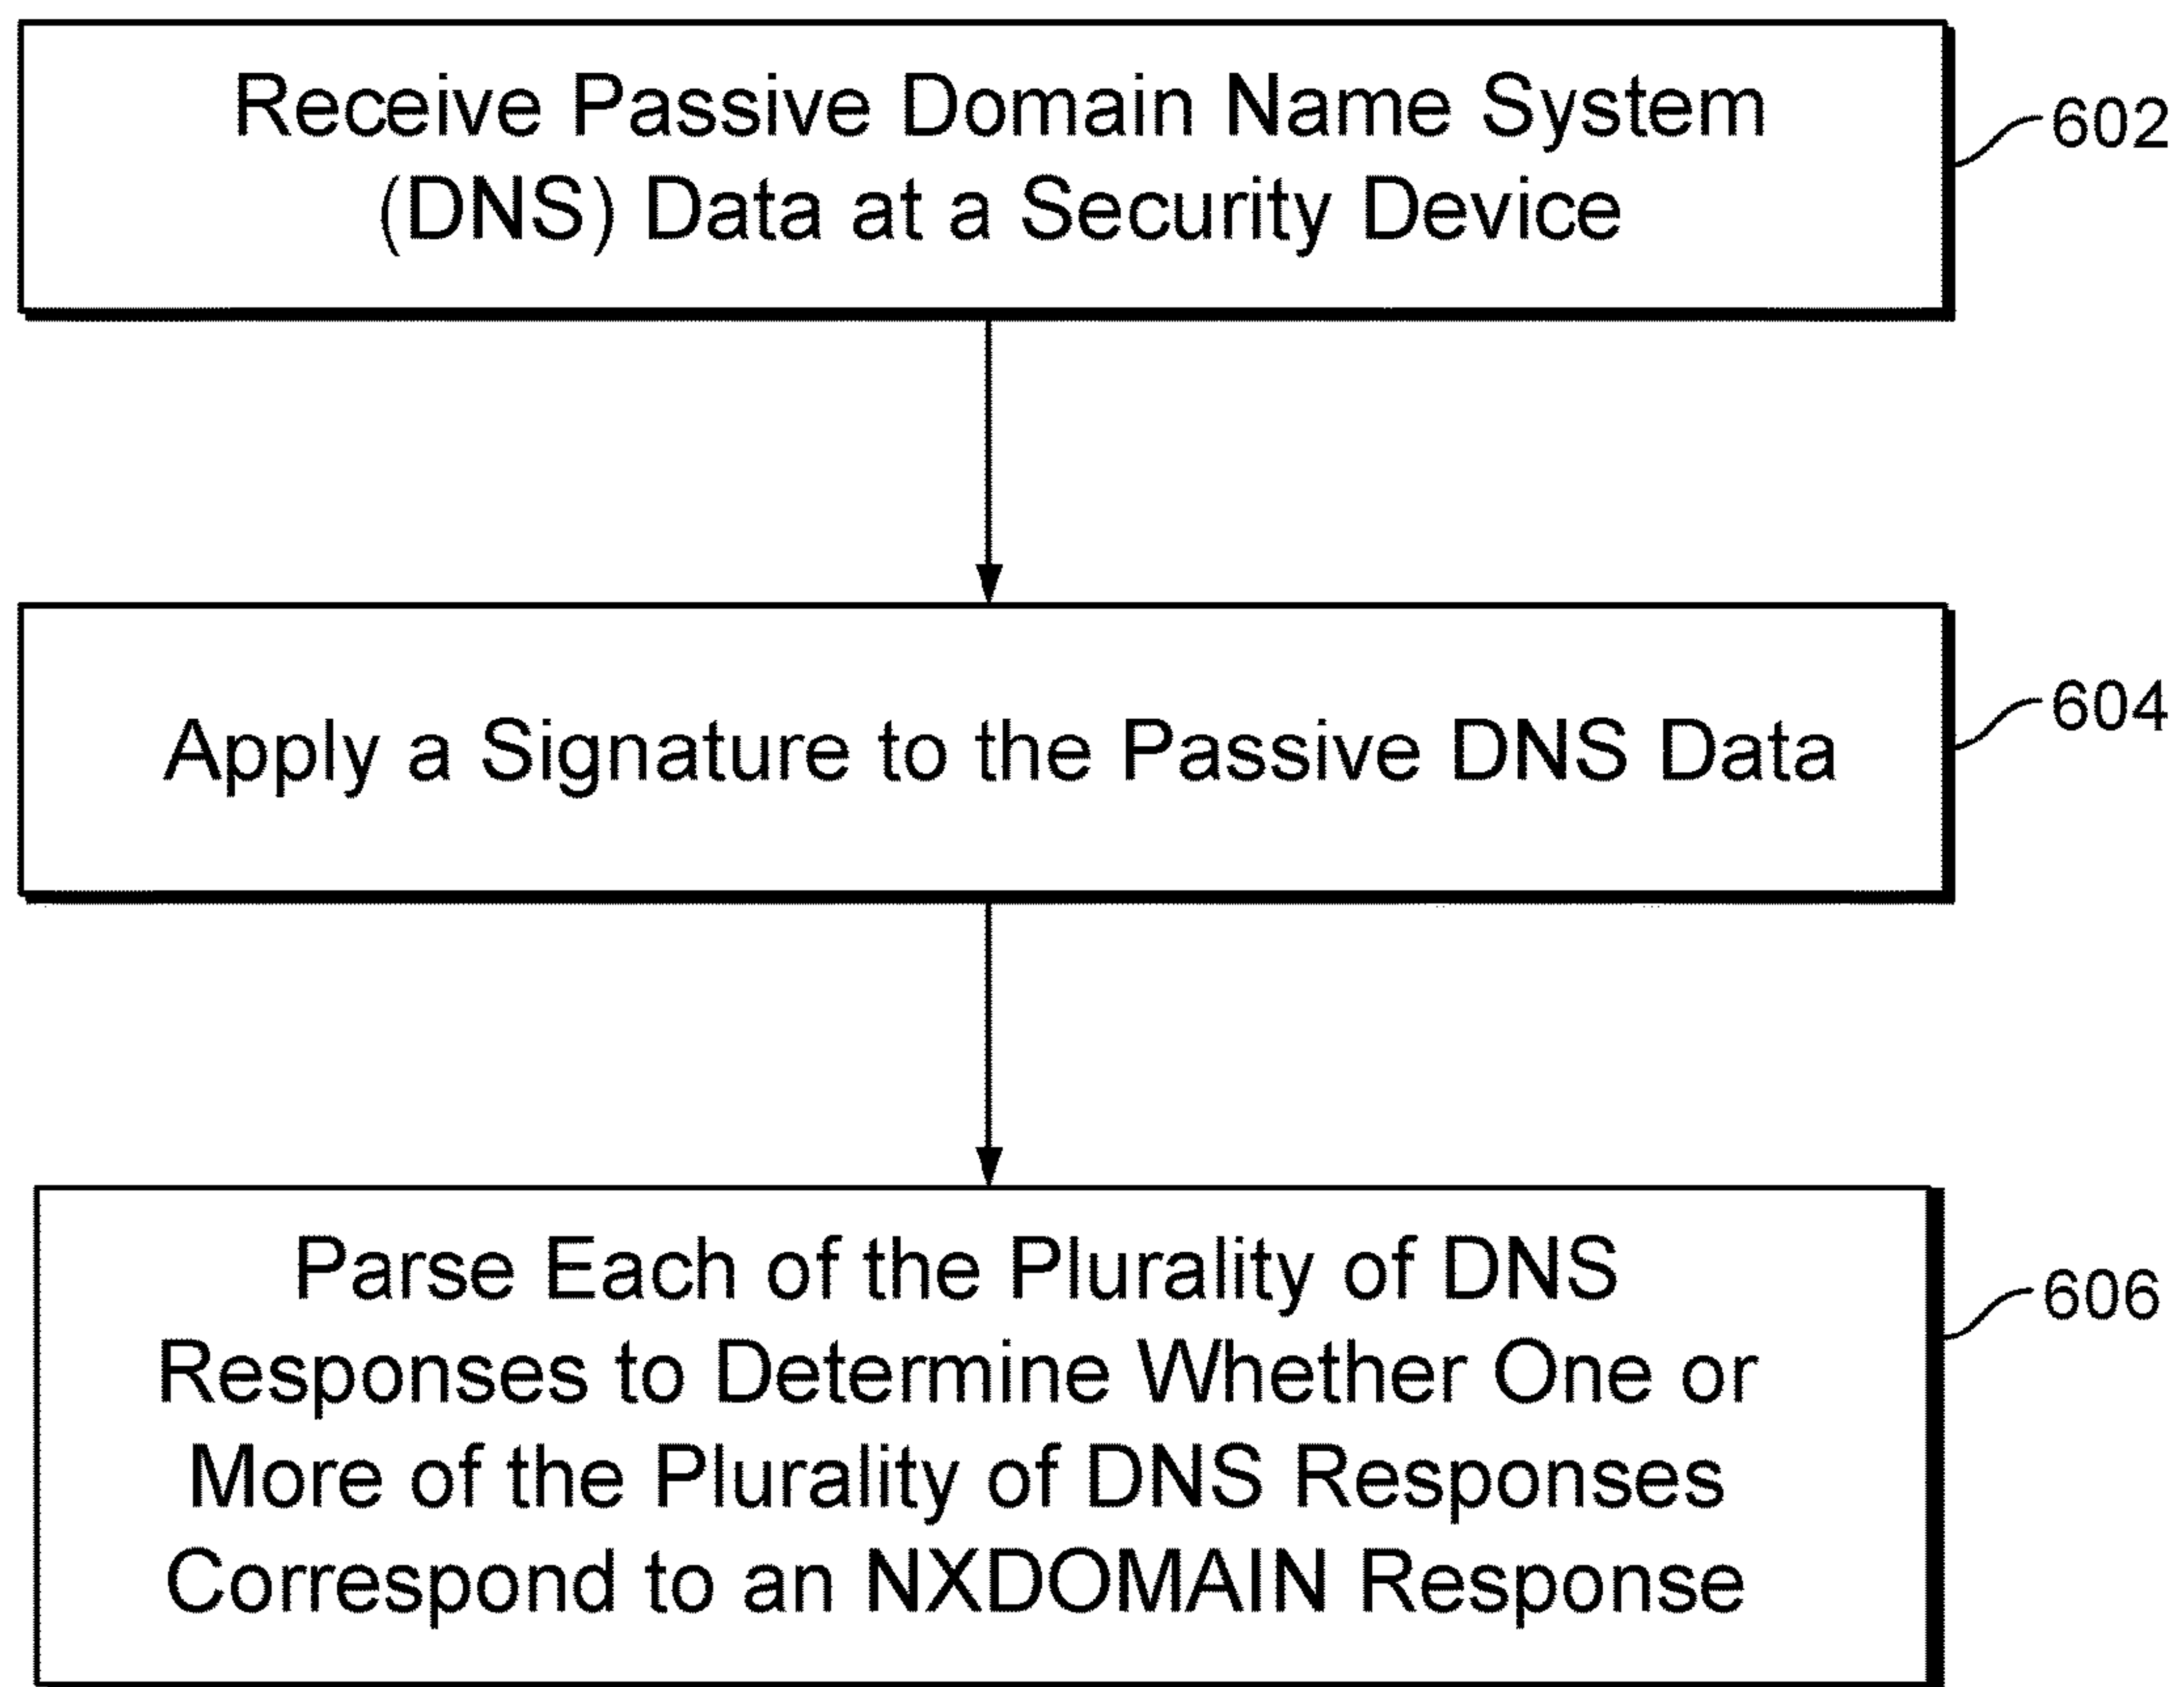 Receive Passive Domain Name System
(DNS) Data at a Security Device
602
Apply a Signature to the Passive DNS Data
604
Parse Each of the Plurality of DNS
Responses to Determine Whether One or
More of the Plurality of DNS Responses
Correspond to an NXDOMAIN Response
606